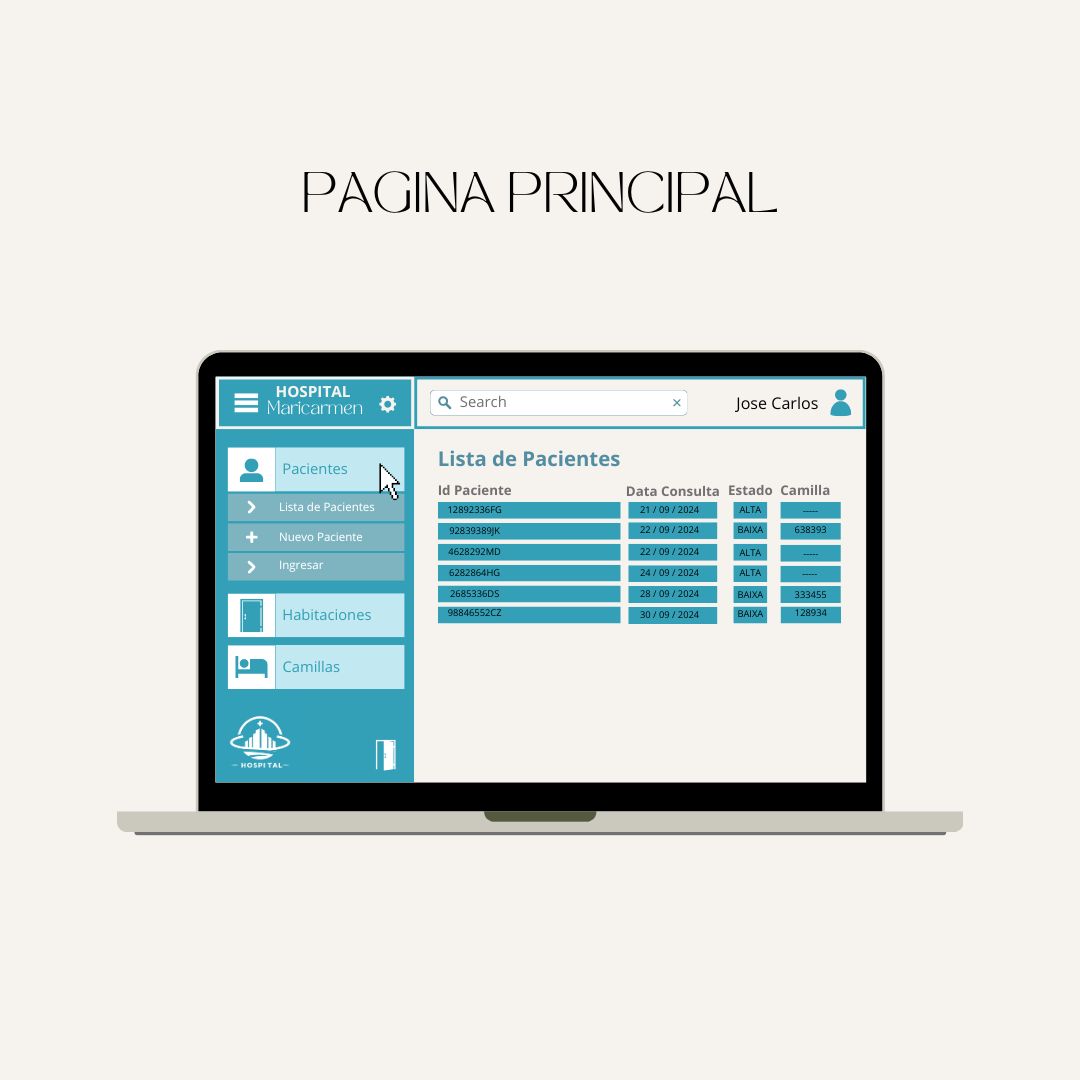 PAGINA PRINCIPAL
HOSPITAL
Maricarmen
Search
Jose Carlos
Pacientes
Lista de Pacientes
Nuevo Paciente
Ingresar
Habitaciones
Camillas
HOSPITAL
Lista de Pacientes
Id Paciente Data Consulta Estado Camilla
12892336FG 21 / 09 / 2024 ALTA -----
92839389JK 22 / 09 / 2024 BAIXA 638393
4628292MD 22 / 09 / 2024 ALTA -----
6282864HG 24 / 09 / 2024 ALTA -----
2685336DS 28 / 09 / 2024 BAIXA 333455
98846552CZ 30 / 09 / 2024 BAIXA 128934